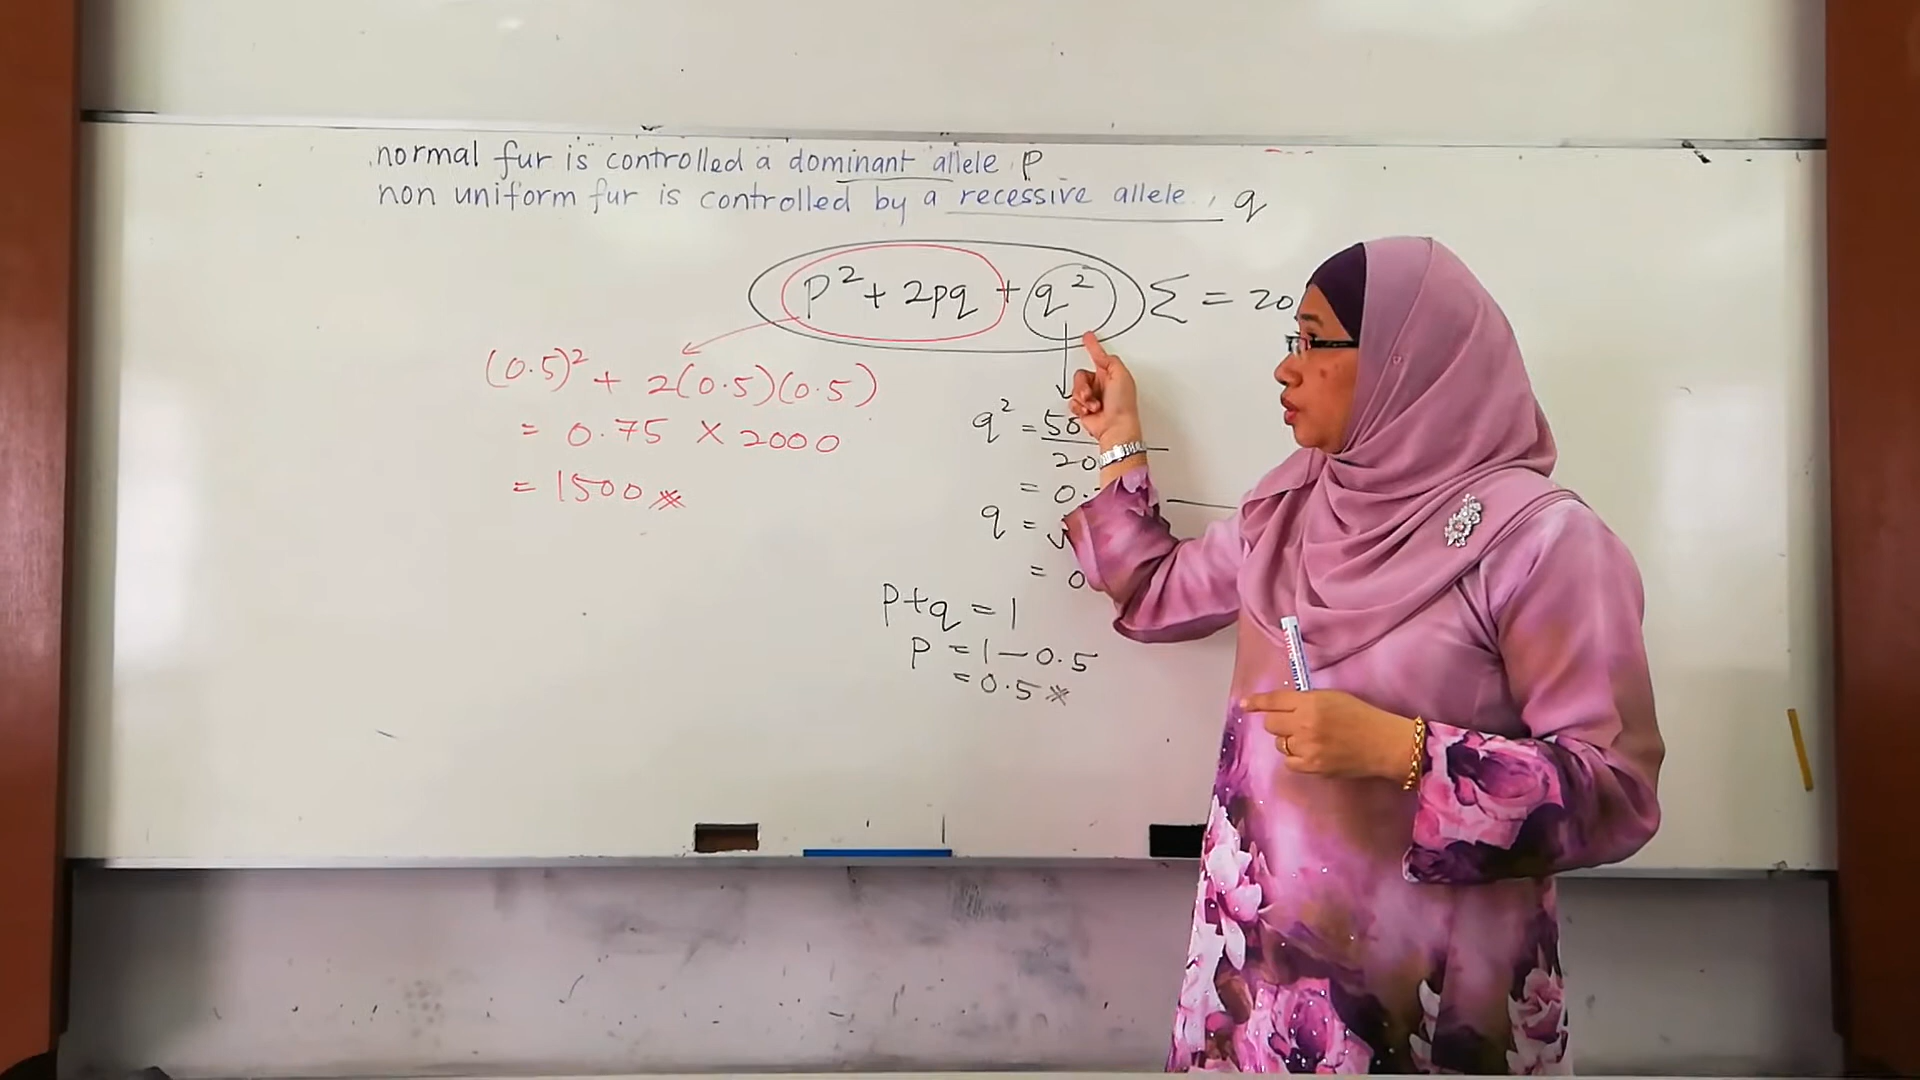 normal fur is controlled a dominant allele p
non uniform fur is controlled by a recessive allele, q
p² + 2pq + q² Σ = 20
(0.5)² + 2(0.5)(0.5)
= 0.75 × 2000
= 1500
q² = 50
20
= 0.
q = √
= 0
p+q = 1
p = 1 - 0.5
= 0.5